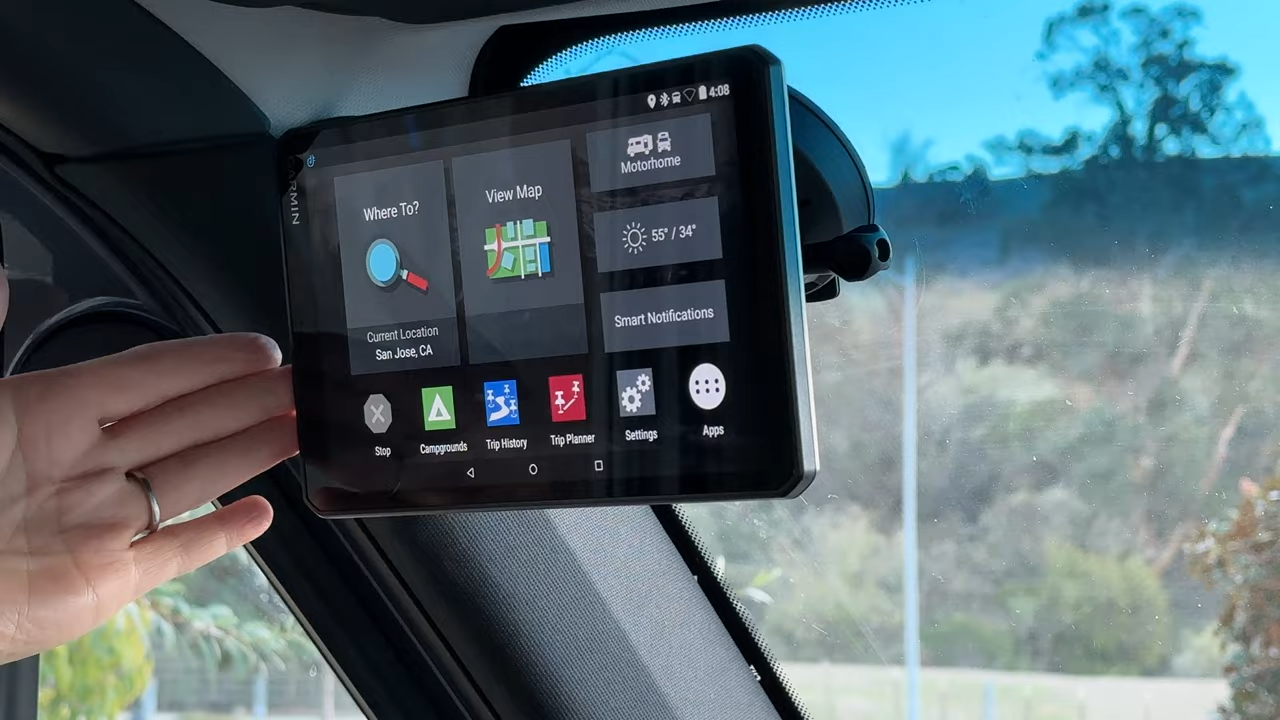 4:08
Where To?
Current Location
San Jose, CA
View Map
Motorhome
55° / 34°
Smart Notifications
Stop
Campgrounds
Trip History
Trip Planner
Settings
Apps
GARMIN